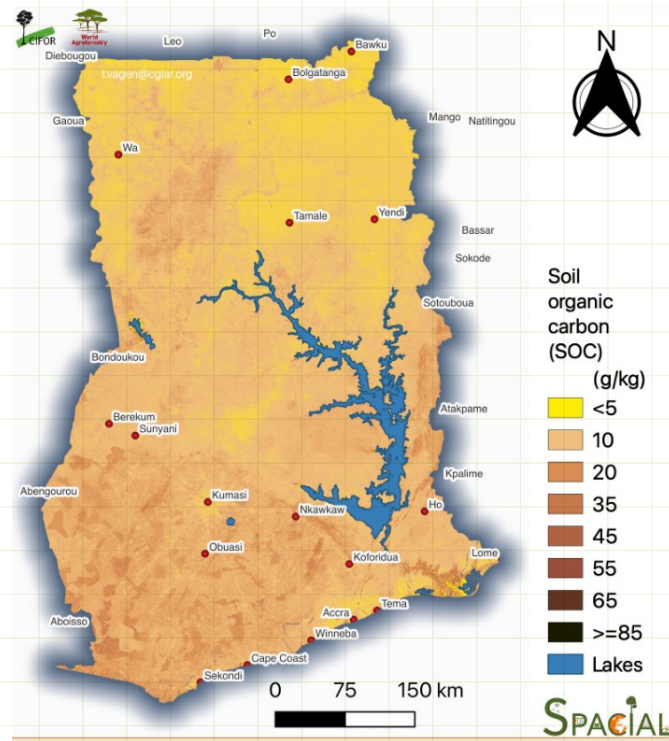 CIFOR
World
Agroforestry
Leo
Po
Diebougou
Bawku
t.vagen@cgiar.org
Bolgatanga
N
Gaoua
Mango
Natitingou
Wa
Tamale
Yendi
Bassar
Sokode
Sotouboua
Bondoukou
Atakpame
Berekum
Sunyani
Kpalime
Abengourou
Kumasi
Nkawkaw
Ho
Obuasi
Koforidua
Lome
Aboisso
Accra
Tema
Winneba
Cape Coast
Sekondi
Soil
organic
carbon
(SOC)
(g/kg)
<5
10
20
35
45
55
65
>=85
Lakes
0 75 150 km
SPACIAL